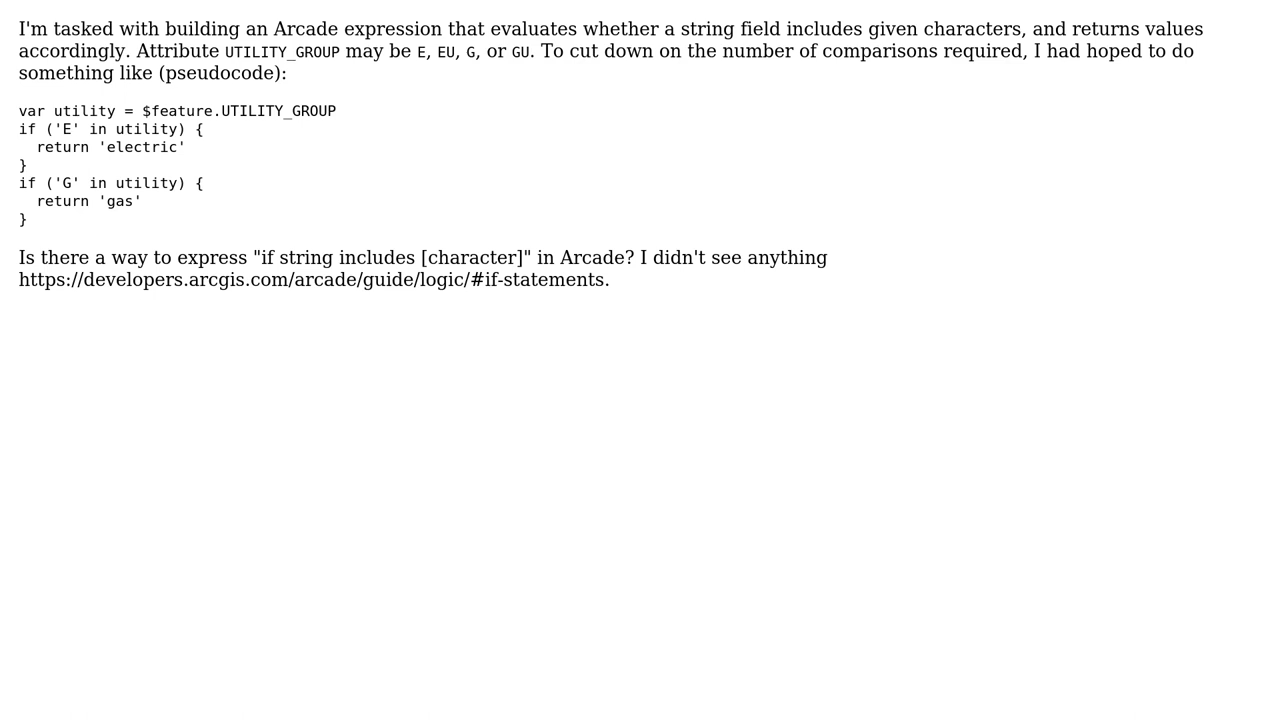 I'm tasked with building an Arcade expression that evaluates whether a string field includes given characters, and returns values
accordingly. Attribute UTILITY_GROUP may be E, EU, G, or GU. To cut down on the number of comparisons required, I had hoped to do
something like (pseudocode):
var utility = $feature.UTILITY_GROUP
if ('E' in utility) {
  return 'electric'
}
if ('G' in utility) {
  return 'gas'
}
Is there a way to express "if string includes [character]" in Arcade? I didn't see anything
https://developers.arcgis.com/arcade/guide/logic/#if-statements.